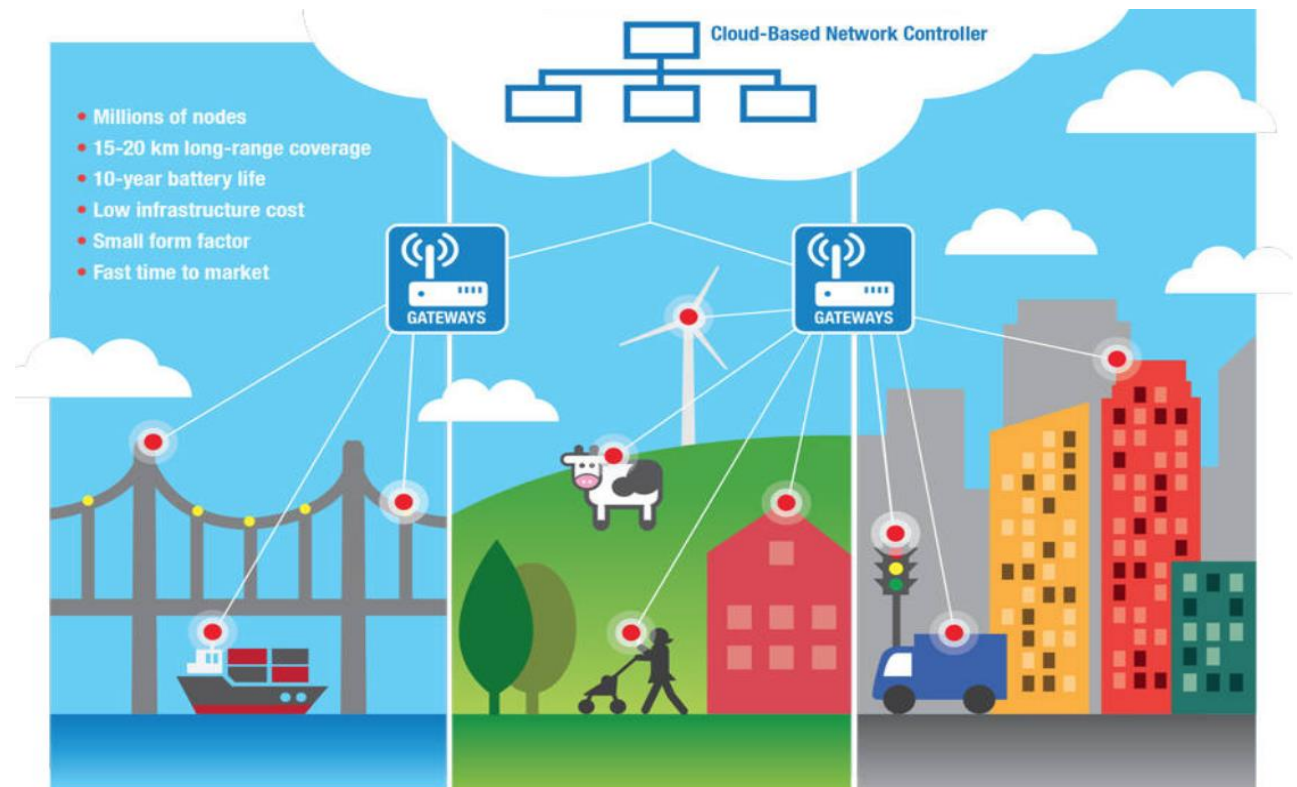 Cloud-Based Network Controller
• Millions of nodes
• 15-20 km long-range coverage
• 10-year battery life
• Low infrastructure cost
• Small form factor
• Fast time to market
GATEWAYS
GATEWAYS